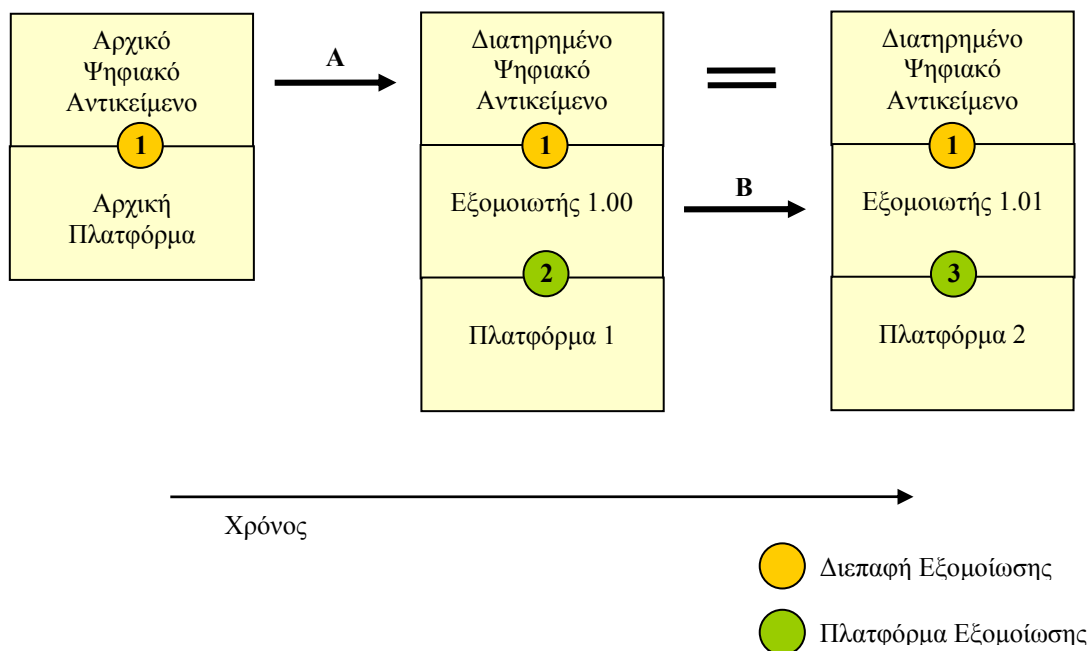 Αρχικό
Ψηφιακό
Αντικείμενο
1
Αρχική
Πλατφόρμα
A
Διατηρημένο
Ψηφιακό
Αντικείμενο
1
Εξομοιωτής 1.00
2
Πλατφόρμα 1
B
Διατηρημένο
Ψηφιακό
Αντικείμενο
1
Εξομοιωτής 1.01
3
Πλατφόρμα 2
Χρόνος
Διεπαφή Εξομοίωσης
Πλατφόρμα Εξομοίωσης